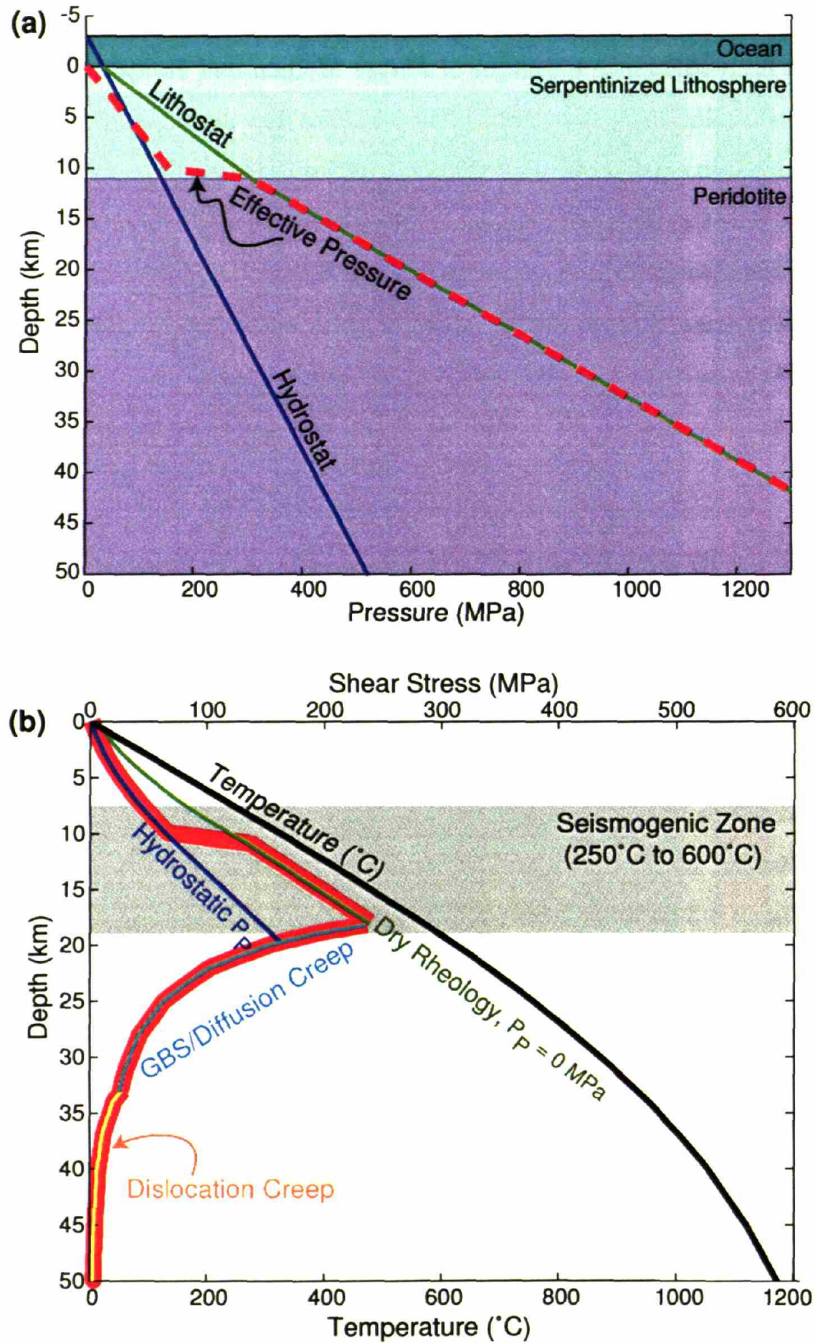 (a)
-5
0
5
10
15
20
25
30
35
40
45
50
Depth (km)
Ocean
Serpentinized Lithosphere
Peridotite
Lithostat
Effective Pressure
Hydrostat
0
200
400
600
800
1000
1200
Pressure (MPa)
(b)
Shear Stress (MPa)
0
100
200
300
400
500
600
0
5
10
15
20
25
30
35
40
45
50
Depth (km)
Temperature (˚C)
Seismogenic Zone
(250˚C to 600˚C)
Hydrostatic PP
Dry Rheology, PP = 0 MPa
GBS/Diffusion Creep
Dislocation Creep
0
200
400
600
800
1000
1200
Temperature (˚C)